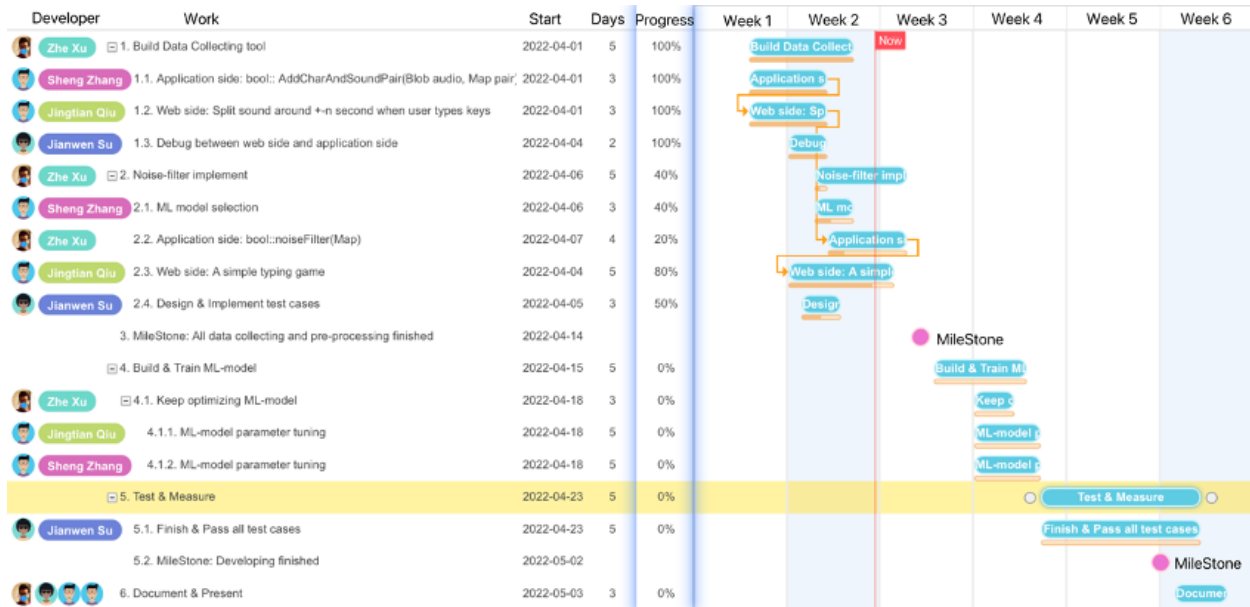 Developer Work Start Days Progress Week 1 Week 2 Week 3 Week 4 Week 5 Week 6
Zhe Xu 1. Build Data Collecting tool 2022-04-01 5 100% Build Data Collect Now
Sheng Zhang 1.1. Application side: bool:: AddCharAndSoundPair(Blob audio, Map pair) 2022-04-01 3 100% Application s
Jingtian Qiu 1.2. Web side: Split sound around +-n second when user types keys 2022-04-01 3 100% Web side: Sp
Jianwen Su 1.3. Debug between web side and application side 2022-04-04 2 100% Debug
Zhe Xu 2. Noise-filter implement 2022-04-06 5 40% Noise-filter impl
Sheng Zhang 2.1. ML model selection 2022-04-06 3 40% ML mo
Zhe Xu 2.2. Application side: bool::noiseFilter(Map) 2022-04-07 4 20% Application s
Jingtian Qiu 2.3. Web side: A simple typing game 2022-04-04 5 80% Web side: A simple
Jianwen Su 2.4. Design & Implement test cases 2022-04-05 3 50% Design
3. MileStone: All data collecting and pre-processing finished 2022-04-14 MileStone
4. Build & Train ML-model 2022-04-15 5 0% Build & Train ML
Zhe Xu 4.1. Keep optimizing ML-model 2022-04-18 3 0% Keep o
Jingtian Qiu 4.1.1. ML-model parameter tuning 2022-04-18 5 0% ML-model p
Sheng Zhang 4.1.2. ML-model parameter tuning 2022-04-18 5 0% ML-model p
5. Test & Measure 2022-04-23 5 0% Test & Measure
Jianwen Su 5.1. Finish & Pass all test cases 2022-04-23 5 0% Finish & Pass all test cases
5.2. MileStone: Developing finished 2022-05-02 MileStone
6. Document & Present 2022-05-03 3 0% Docume